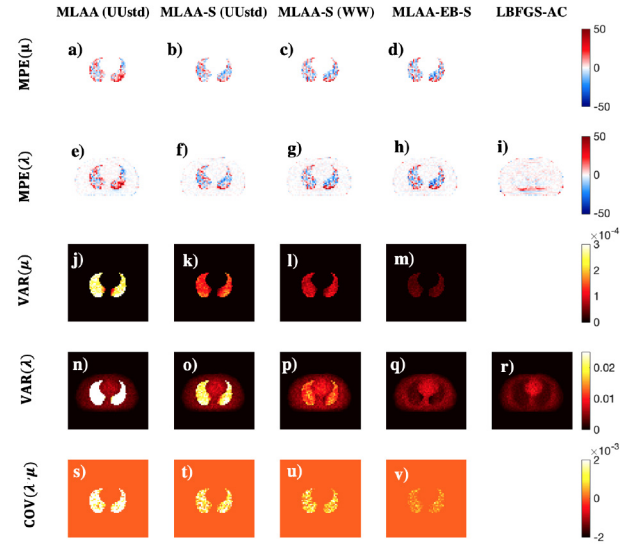 MLAA (UUstd) MLAA-S (UUstd) MLAA-S (WW) MLAA-EB-S LBFGS-AC
MPE(μ)
a) b) c) d)
50
0
-50
MPE(λ)
e) f) g) h) i)
50
0
-50
VAR(μ)
j) k) l) m)
×10⁻⁴
3
2
1
0
VAR(λ)
n) o) p) q) r)
0.02
0.01
0
COV(λ·μ)
s) t) u) v)
×10⁻³
2
0
-2